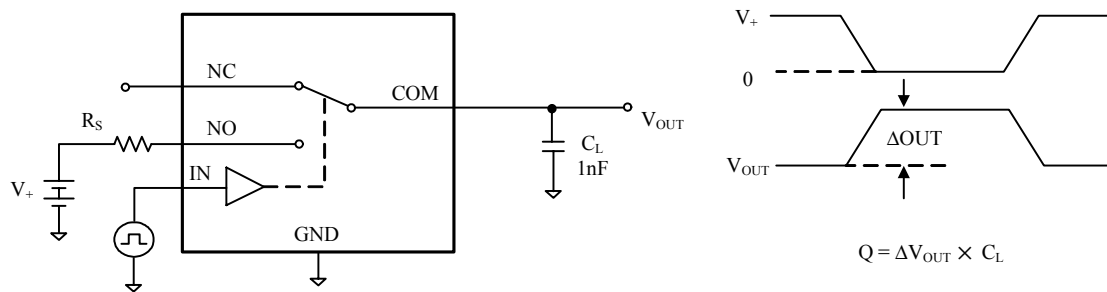 NC
COM
R_S
NO
V_OUT
C_L
1nF
IN
V_+
GND
V_+
0
ΔOUT
V_OUT
Q = ΔV_OUT × C_L